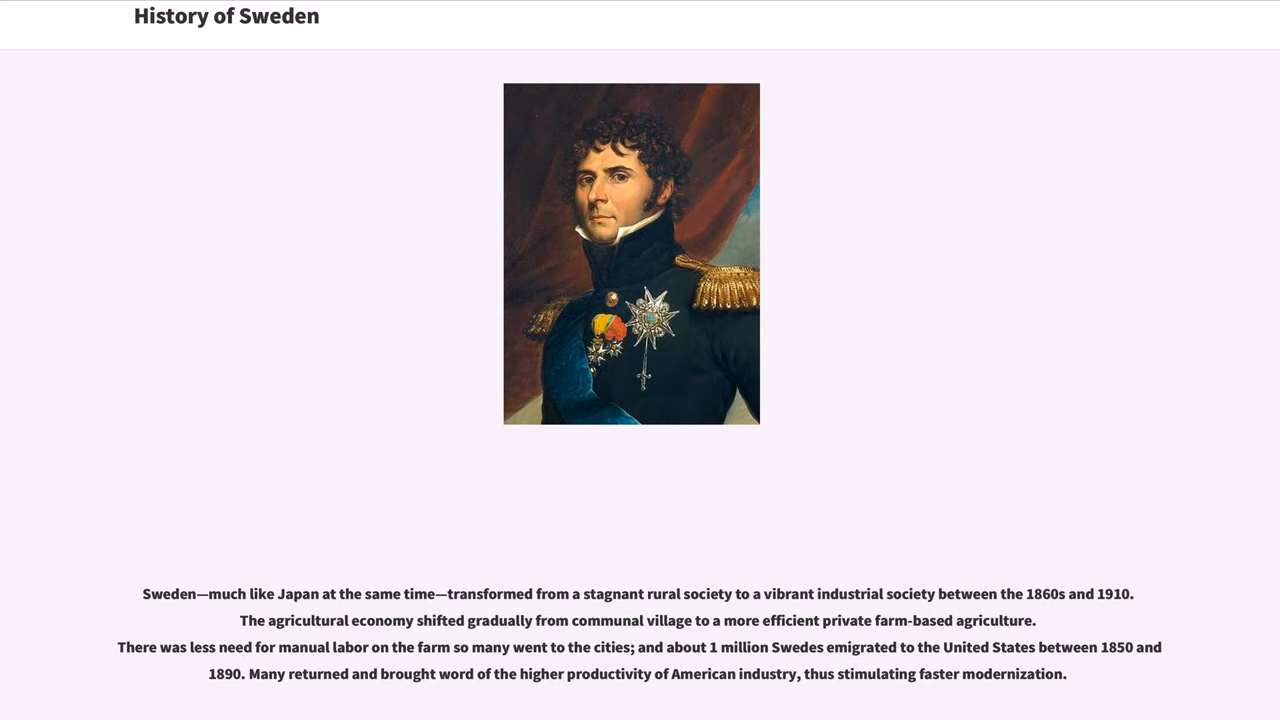 History of Sweden
Sweden—much like Japan at the same time—transformed from a stagnant rural society to a vibrant industrial society between the 1860s and 1910.
The agricultural economy shifted gradually from communal village to a more efficient private farm-based agriculture.
There was less need for manual labor on the farm so many went to the cities; and about 1 million Swedes emigrated to the United States between 1850 and
1890. Many returned and brought word of the higher productivity of American industry, thus stimulating faster modernization.